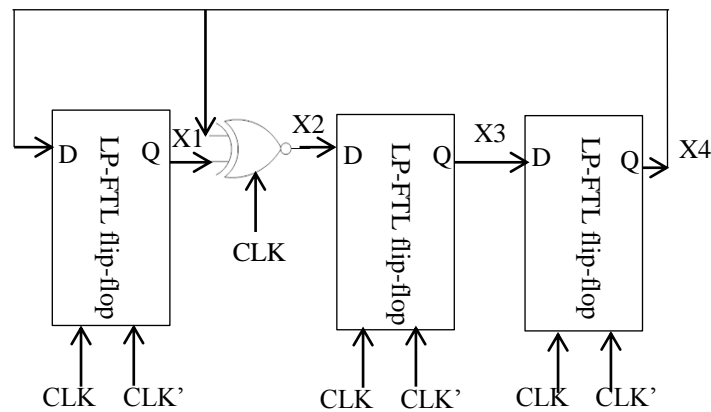 X1
X2
X3
X4
D
Q
LP-FTL flip-flop
D
Q
LP-FTL flip-flop
D
Q
LP-FTL flip-flop
CLK
CLK
CLK’
CLK
CLK’
CLK
CLK’